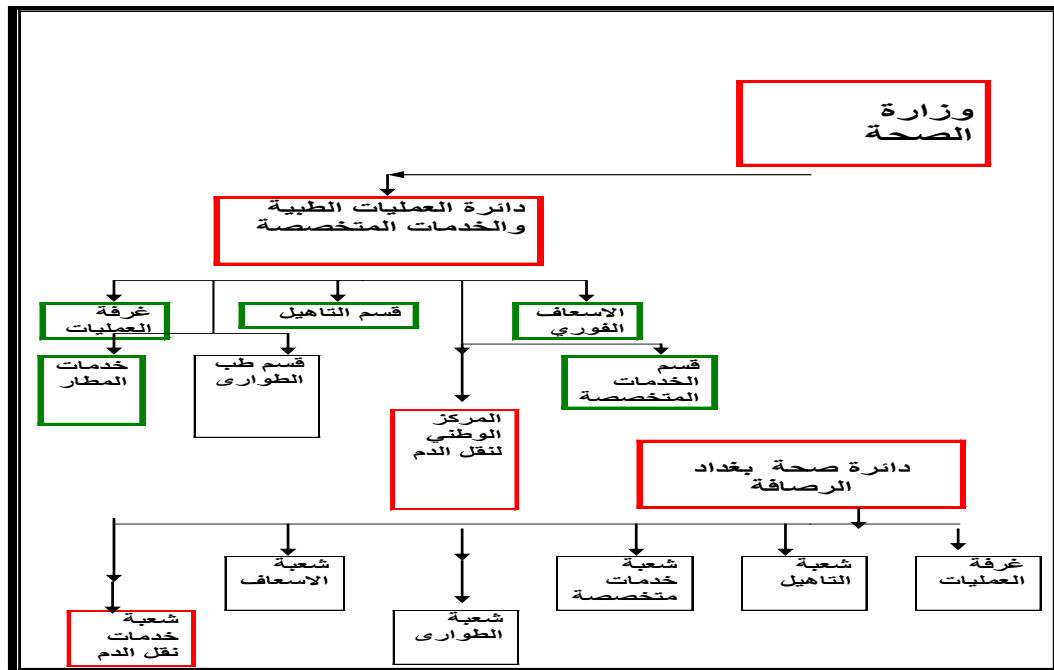 وزارة
الصحة
دائرة العمليات الطبية
والخدمات المتخصصة
الاسعاف
الفوري
قسم التاهيل
غرفة
العمليات
قسم
الخدمات
المتخصصة
قسم طب
الطوارى
خدمات
المطار
المركز
الوطني
لنقل الدم
دائرة صحة بغداد
الرصافة
غرفة
العمليات
شعبة
التاهيل
شعبة
خدمات
متخصصة
شعبة
الطوارى
شعبة
الاسعاف
شعبة
خدمات
نقل الدم